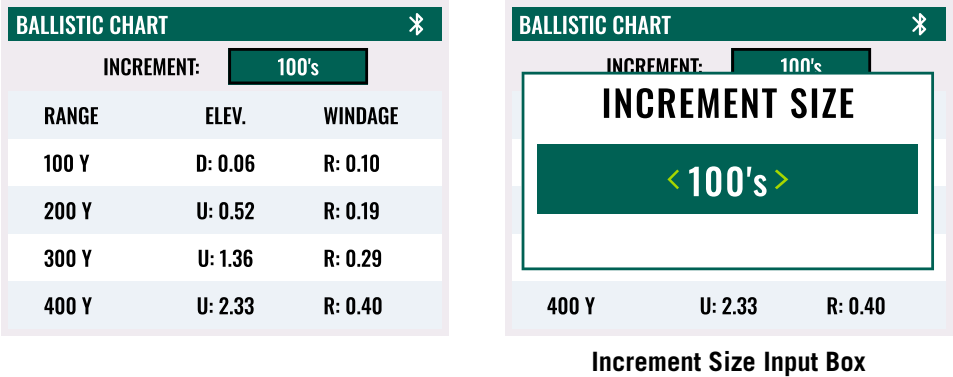 BALLISTIC CHART
INCREMENT: 100's
RANGE ELEV. WINDAGE
100 Y D: 0.06 R: 0.10
200 Y U: 0.52 R: 0.19
300 Y U: 1.36 R: 0.29
400 Y U: 2.33 R: 0.40
BALLISTIC CHART
INCREMENT: 100's
INCREMENT SIZE
< 100's >
400 Y U: 2.33 R: 0.40
Increment Size Input Box